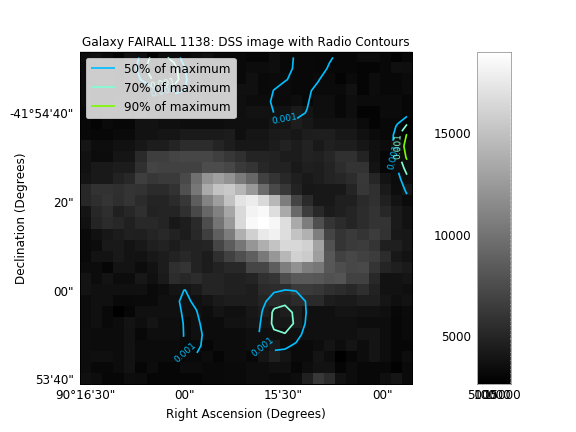 Galaxy FAIRALL 1138: DSS image with Radio Contours
50% of maximum
70% of maximum
90% of maximum
-41°54'40"
20"
00"
53'40"
Declination (Degrees)
0.001
0.001
0.001
0.001
0.001
90°16'30"
00"
15'30"
00"
Right Ascension (Degrees)
15000
10000
5000